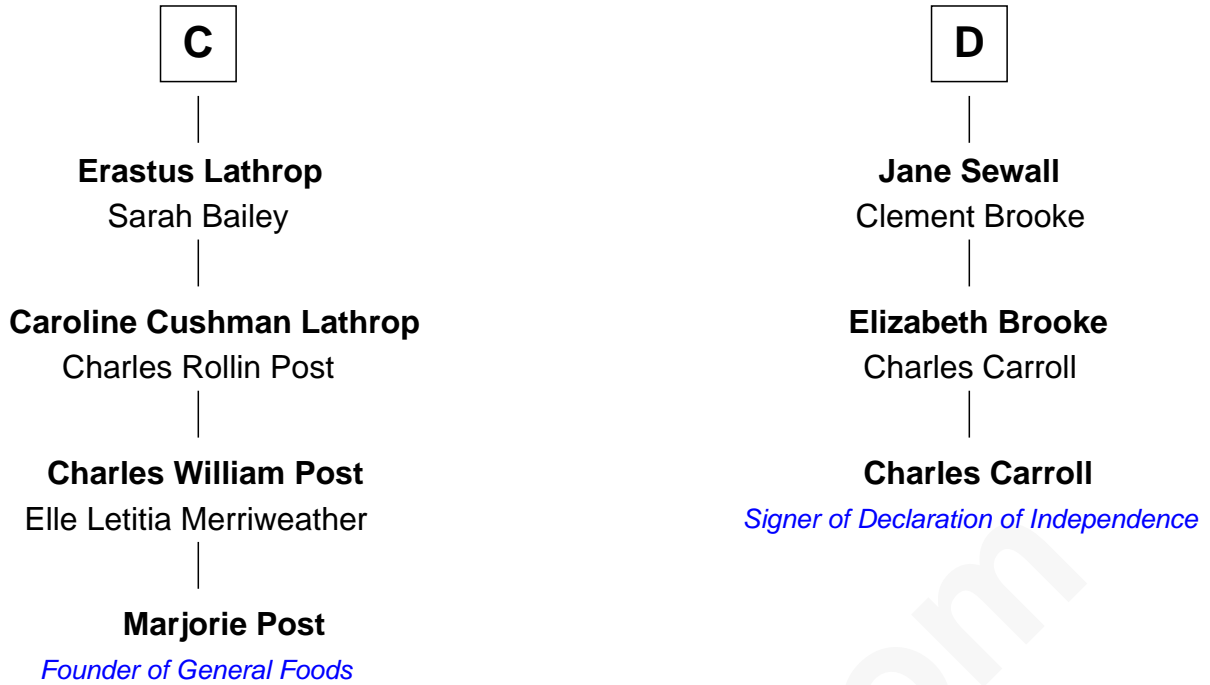 C
Erastus Lathrop
Sarah Bailey
Caroline Cushman Lathrop
Charles Rollin Post
Charles William Post
Elle Letitia Merriweather
Marjorie Post
Founder of General Foods
D
Jane Sewall
Clement Brooke
Elizabeth Brooke
Charles Carroll
Charles Carroll
Signer of Declaration of Independence
om